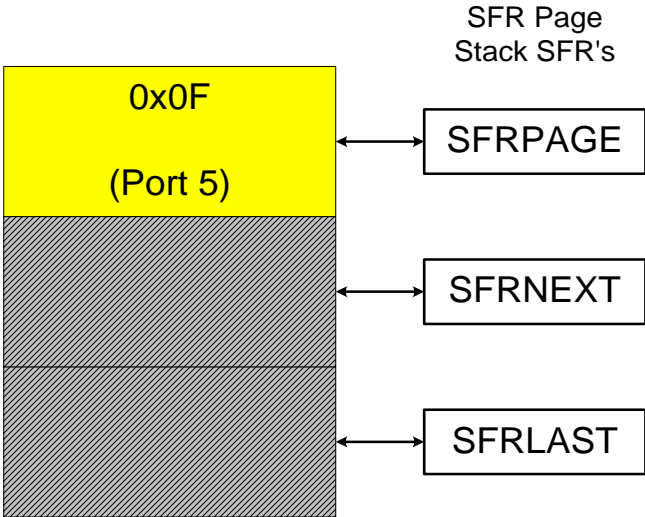 SFR Page
Stack SFR's
0x0F
(Port 5)
SFRPAGE
SFRNEXT
SFRLAST